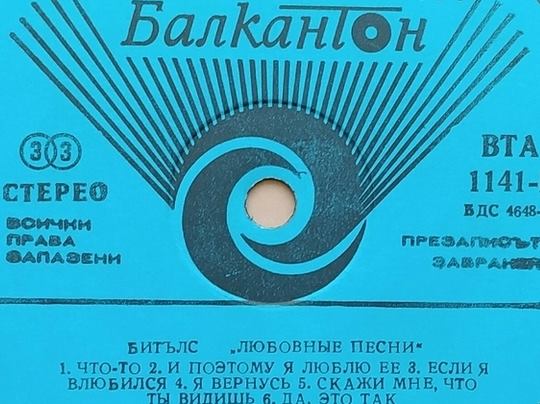 Балкантон
33
СТЕРЕО
ВСИЧКИ
ПРАВА
ЗАПАЗЕНИ
ВТА
1141-
БДС 4648-
ПРЕЗАПИСЪТ
ЗАБРАНЕН
БИТЪЛС „ЛЮБОВНЫЕ ПЕСНИ“
1. ЧТО-ТО 2. И ПОЭТОМУ Я ЛЮБЛЮ ЕЕ 3. ЕСЛИ Я
ВЛЮБИЛСЯ 4. Я ВЕРНУСЬ 5. СКАЖИ МНЕ, ЧТО
ТЫ ВИДИШЬ 6. ДА, ЭТО ТАК